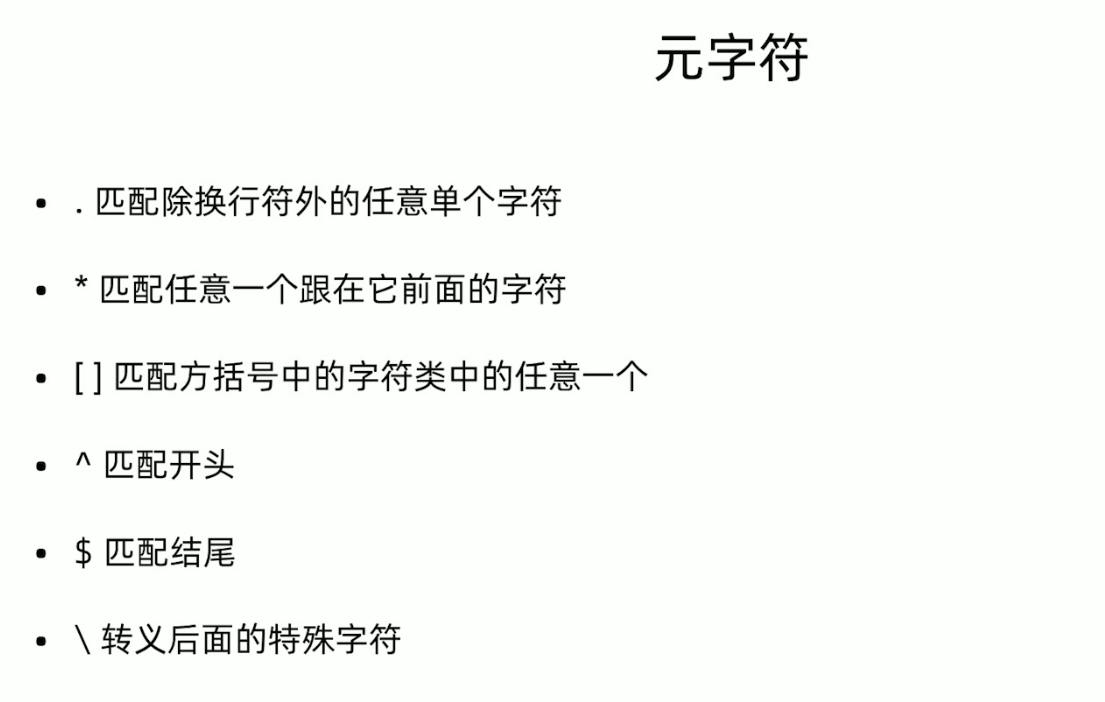 元字符
• . 匹配除换行符外的任意单个字符
• * 匹配任意一个跟在它前面的字符
• [ ] 匹配方括号中的字符类中的任意一个
• ^ 匹配开头
• $ 匹配结尾
• \ 转义后面的特殊字符